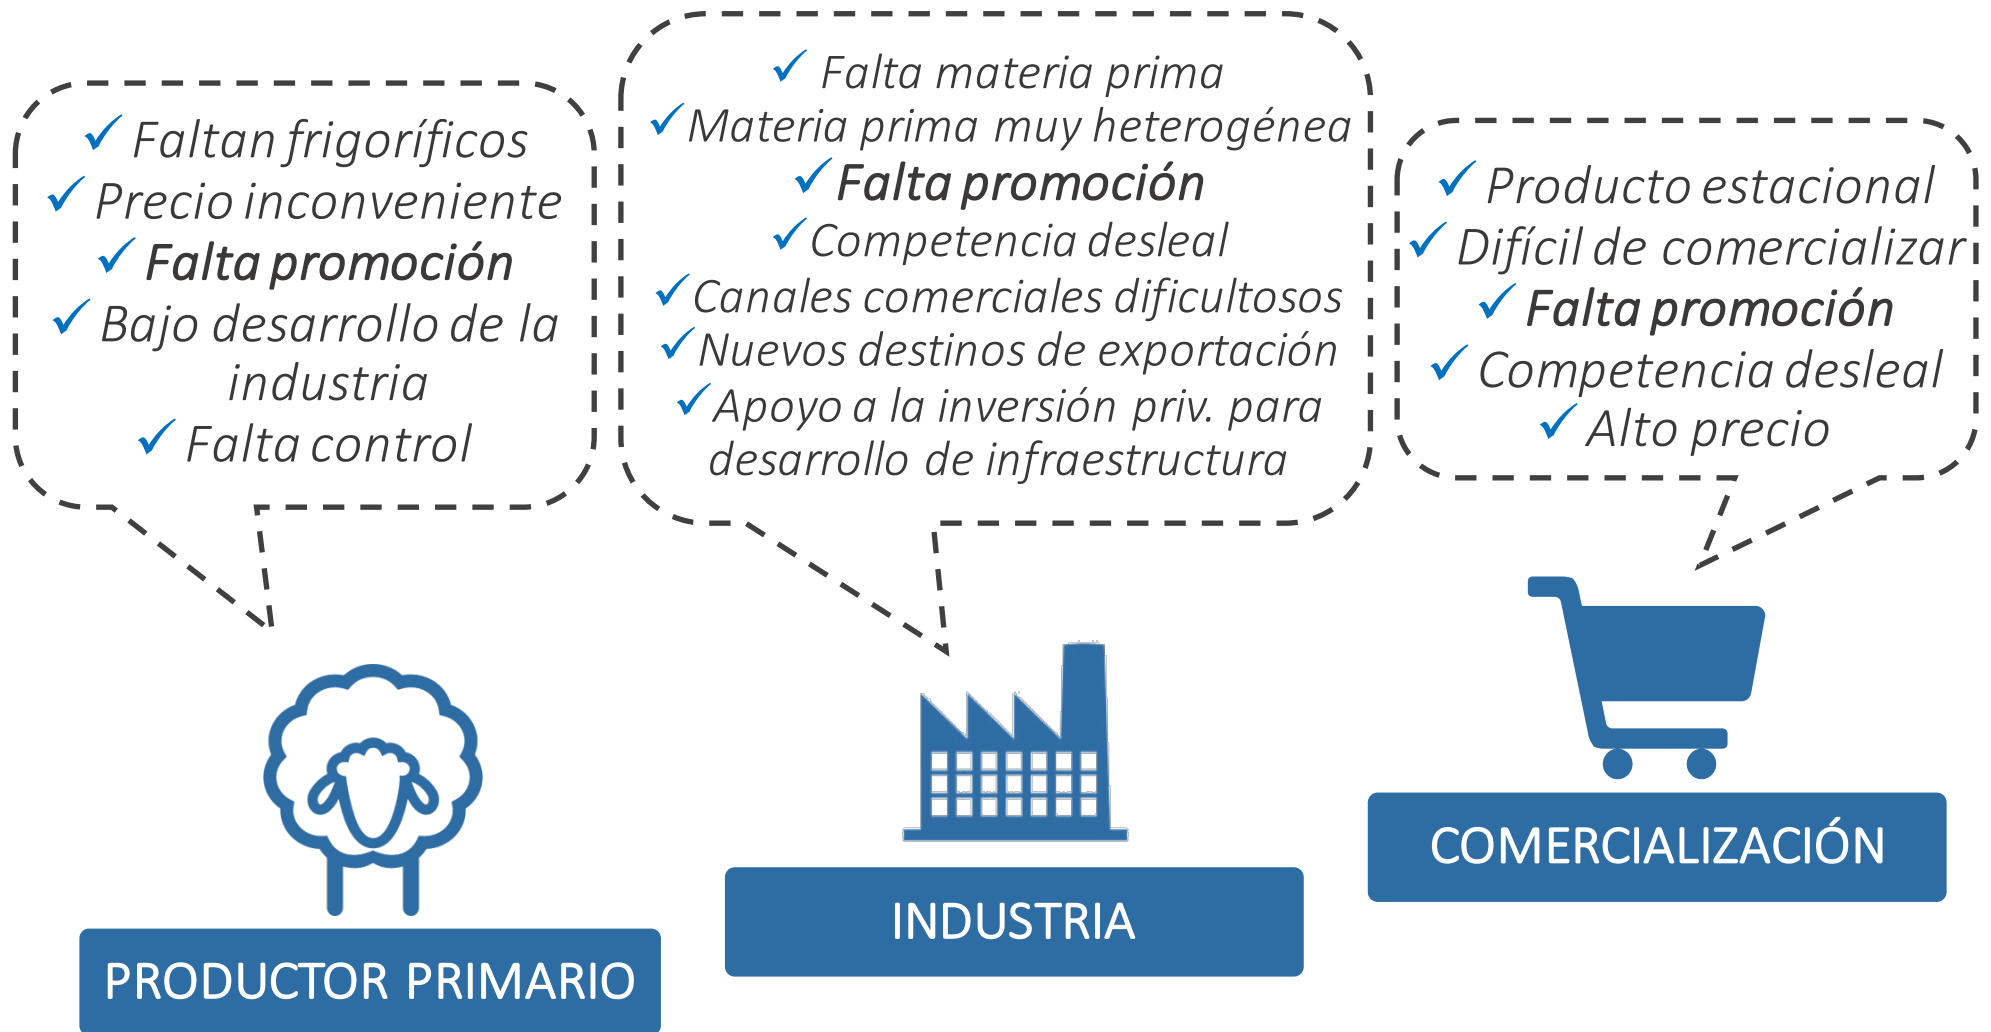 ✓ Faltan frigoríficos
✓ Precio inconveniente
✓ Falta promoción
✓ Bajo desarrollo de la
industria
✓ Falta control
PRODUCTOR PRIMARIO
✓ Falta materia prima
✓ Materia prima muy heterogénea
✓ Falta promoción
✓ Competencia desleal
✓ Canales comerciales dificultosos
✓ Nuevos destinos de exportación
✓ Apoyo a la inversión priv. para
desarrollo de infraestructura
INDUSTRIA
✓ Producto estacional
✓ Difícil de comercializar
✓ Falta promoción
✓ Competencia desleal
✓ Alto precio
COMERCIALIZACIÓN